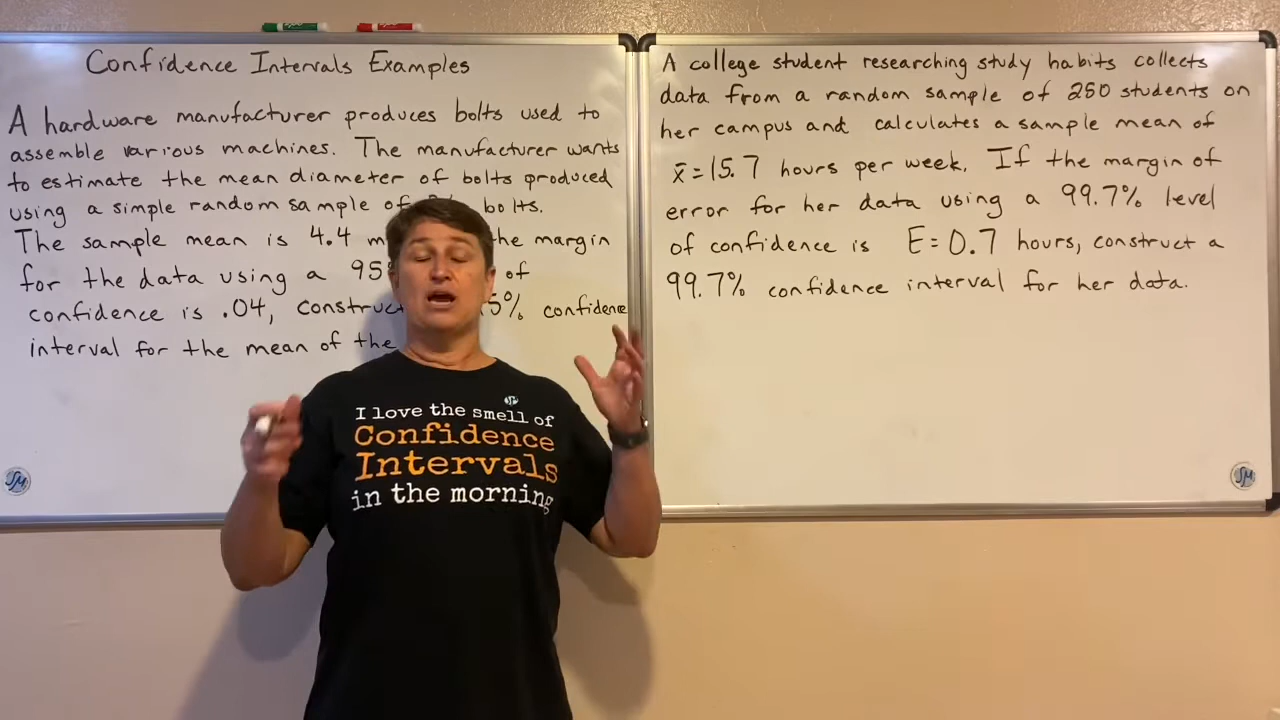 Confidence Intervals Examples
A hardware manufacturer produces bolts used to
assemble various machines. The manufacturer wants
to estimate the mean diameter of bolts produced
using a simple random sample of bolts.
The sample mean is 4.4 the margin
for the data using a 95 of
confidence is .04, construct 5% confidence
interval for the mean of the
A college student researching study habits collects
data from a random sample of 250 students on
her campus and calculates a sample mean of
x̄=15.7 hours per week. If the margin of
error for her data using a 99.7% level
of confidence is E=0.7 hours, construct a
99.7% confidence interval for her data.
I love the smell of
Confidence
Intervals
in the morning
SM
SM